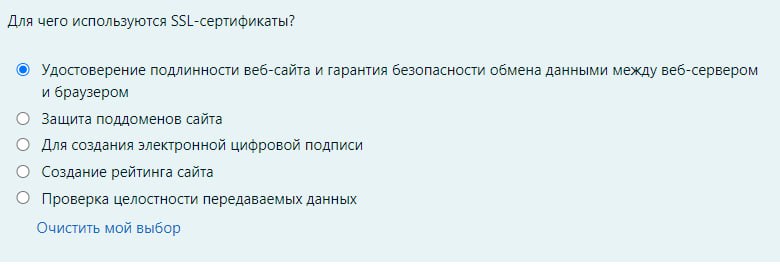 Для чего используются SSL-сертификаты?
Удостоверение подлинности веб-сайта и гарантия безопасности обмена данными между веб-сервером
и браузером
Защита поддоменов сайта
Для создания электронной цифровой подписи
Создание рейтинга сайта
Проверка целостности передаваемых данных
Очистить мой выбор